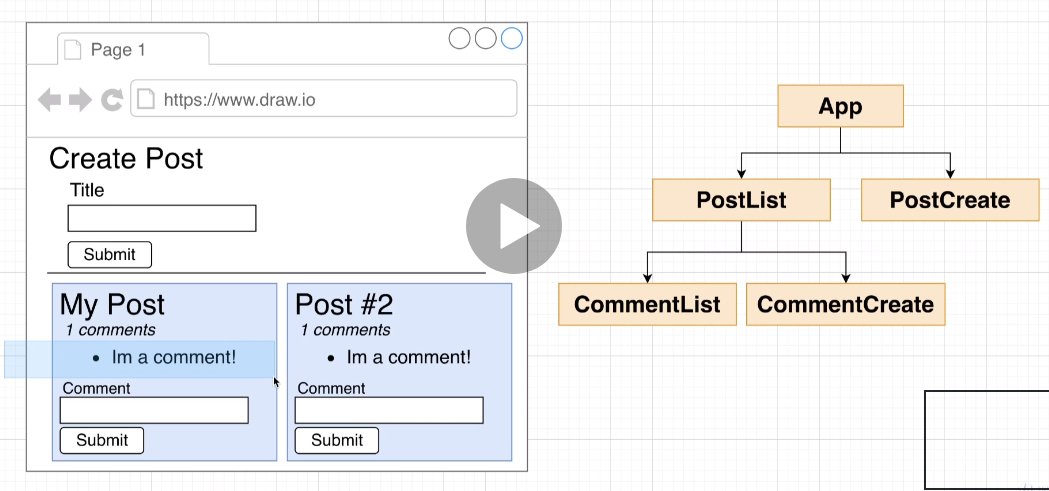 Page 1
https://www.draw.io
Create Post
Title
Submit
My Post
1 comments
• Im a comment!
Comment
Submit
Post #2
1 comments
• Im a comment!
Comment
Submit
App
PostList
PostCreate
CommentList
CommentCreate